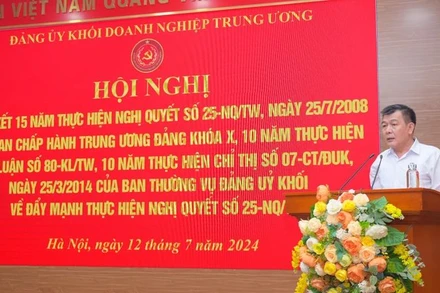 VIỆT NAM QUANG
ĐẢNG ỦY KHỐI DOANH NGHIỆP TRUNG ƯƠNG
HỘI NGHỊ
KẾT 15 NĂM THỰC HIỆN NGHỊ QUYẾT SỐ 25-NQ/TW, NGÀY 25/7/2008
AN CHẤP HÀNH TRUNG ƯƠNG ĐẢNG KHÓA X, 10 NĂM THỰC HIỆN
LUẬN SỐ 80-KL/TW, 10 NĂM THỰC HIỆN CHỈ THỊ SỐ 07-CT/ĐUK,
NGÀY 25/3/2014 CỦA BAN THƯỜNG VỤ ĐẢNG UỶ KHỐI
VỀ ĐẨY MẠNH THỰC HIỆN NGHỊ QUYẾT SỐ 25-NQ/
Hà Nội, ngày 12 tháng 7 năm 2024